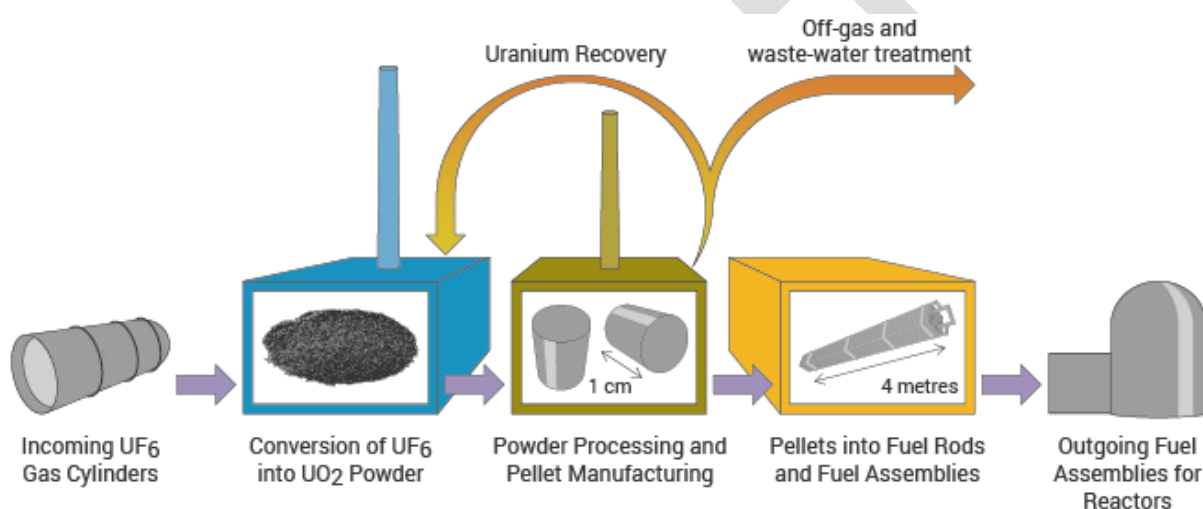 Uranium Recovery
Off-gas and
waste-water treatment
1 cm
4 metres
Incoming UF6
Gas Cylinders
Conversion of UF6
into UO2 Powder
Powder Processing and
Pellet Manufacturing
Pellets into Fuel Rods
and Fuel Assemblies
Outgoing Fuel
Assemblies for
Reactors